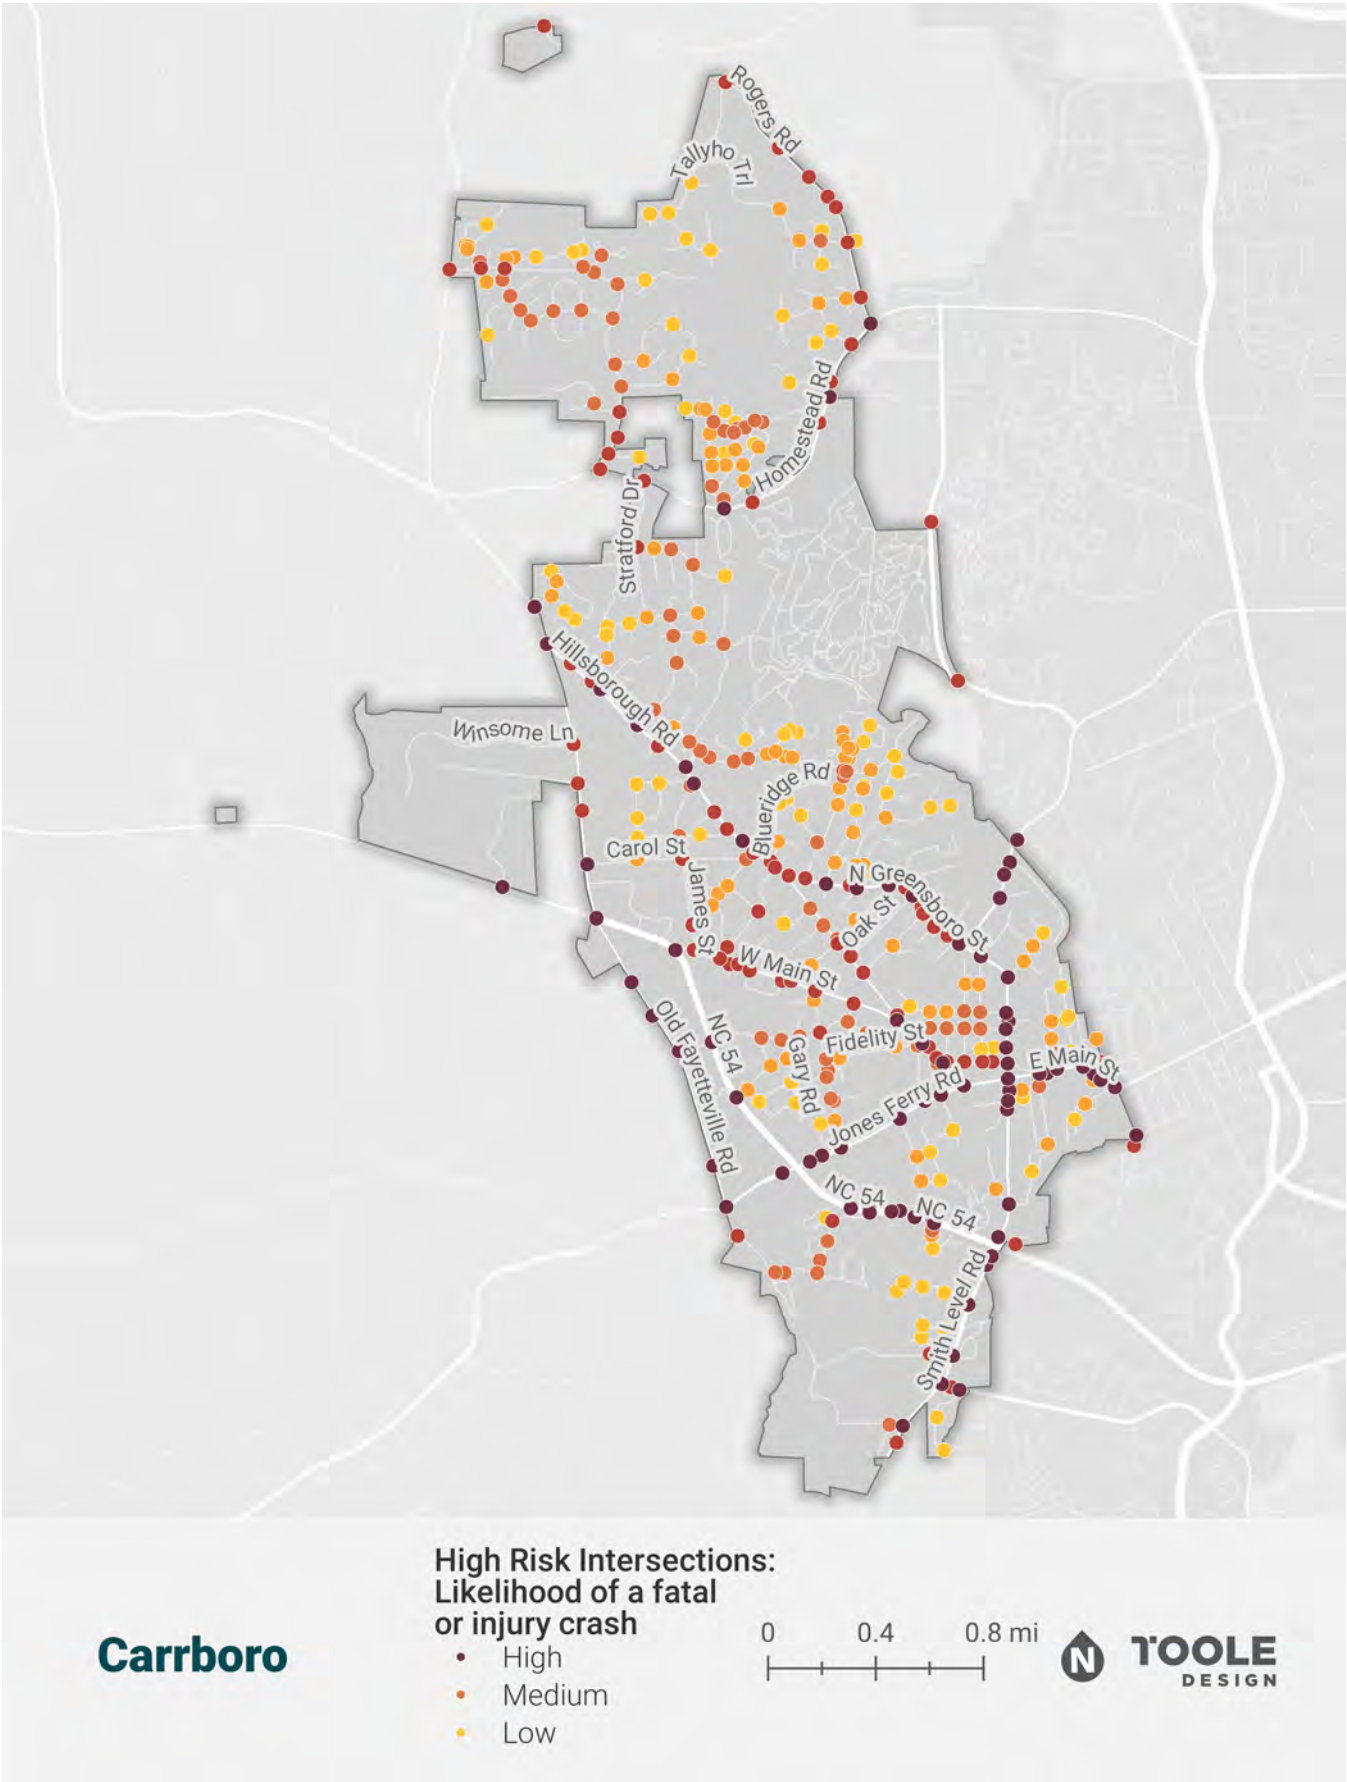 Rogers Rd
Tallyho Trl
Homestead Rd
Stratford Dr
Hillsborough Rd
Winsome Ln
Blueridge Rd
Carol St
James St
N Greensboro St
Oak St
W Main St
Old Fayetteville Rd
NC 54
Gary Rd
Fidelity St
E Main St
Jones Ferry Rd
NC 54
NC 54
Smith Level Rd
High Risk Intersections:
Likelihood of a fatal
or injury crash
High
Medium
Low
Carrboro
0 0.4 0.8 mi
N
TOOLE
DESIGN